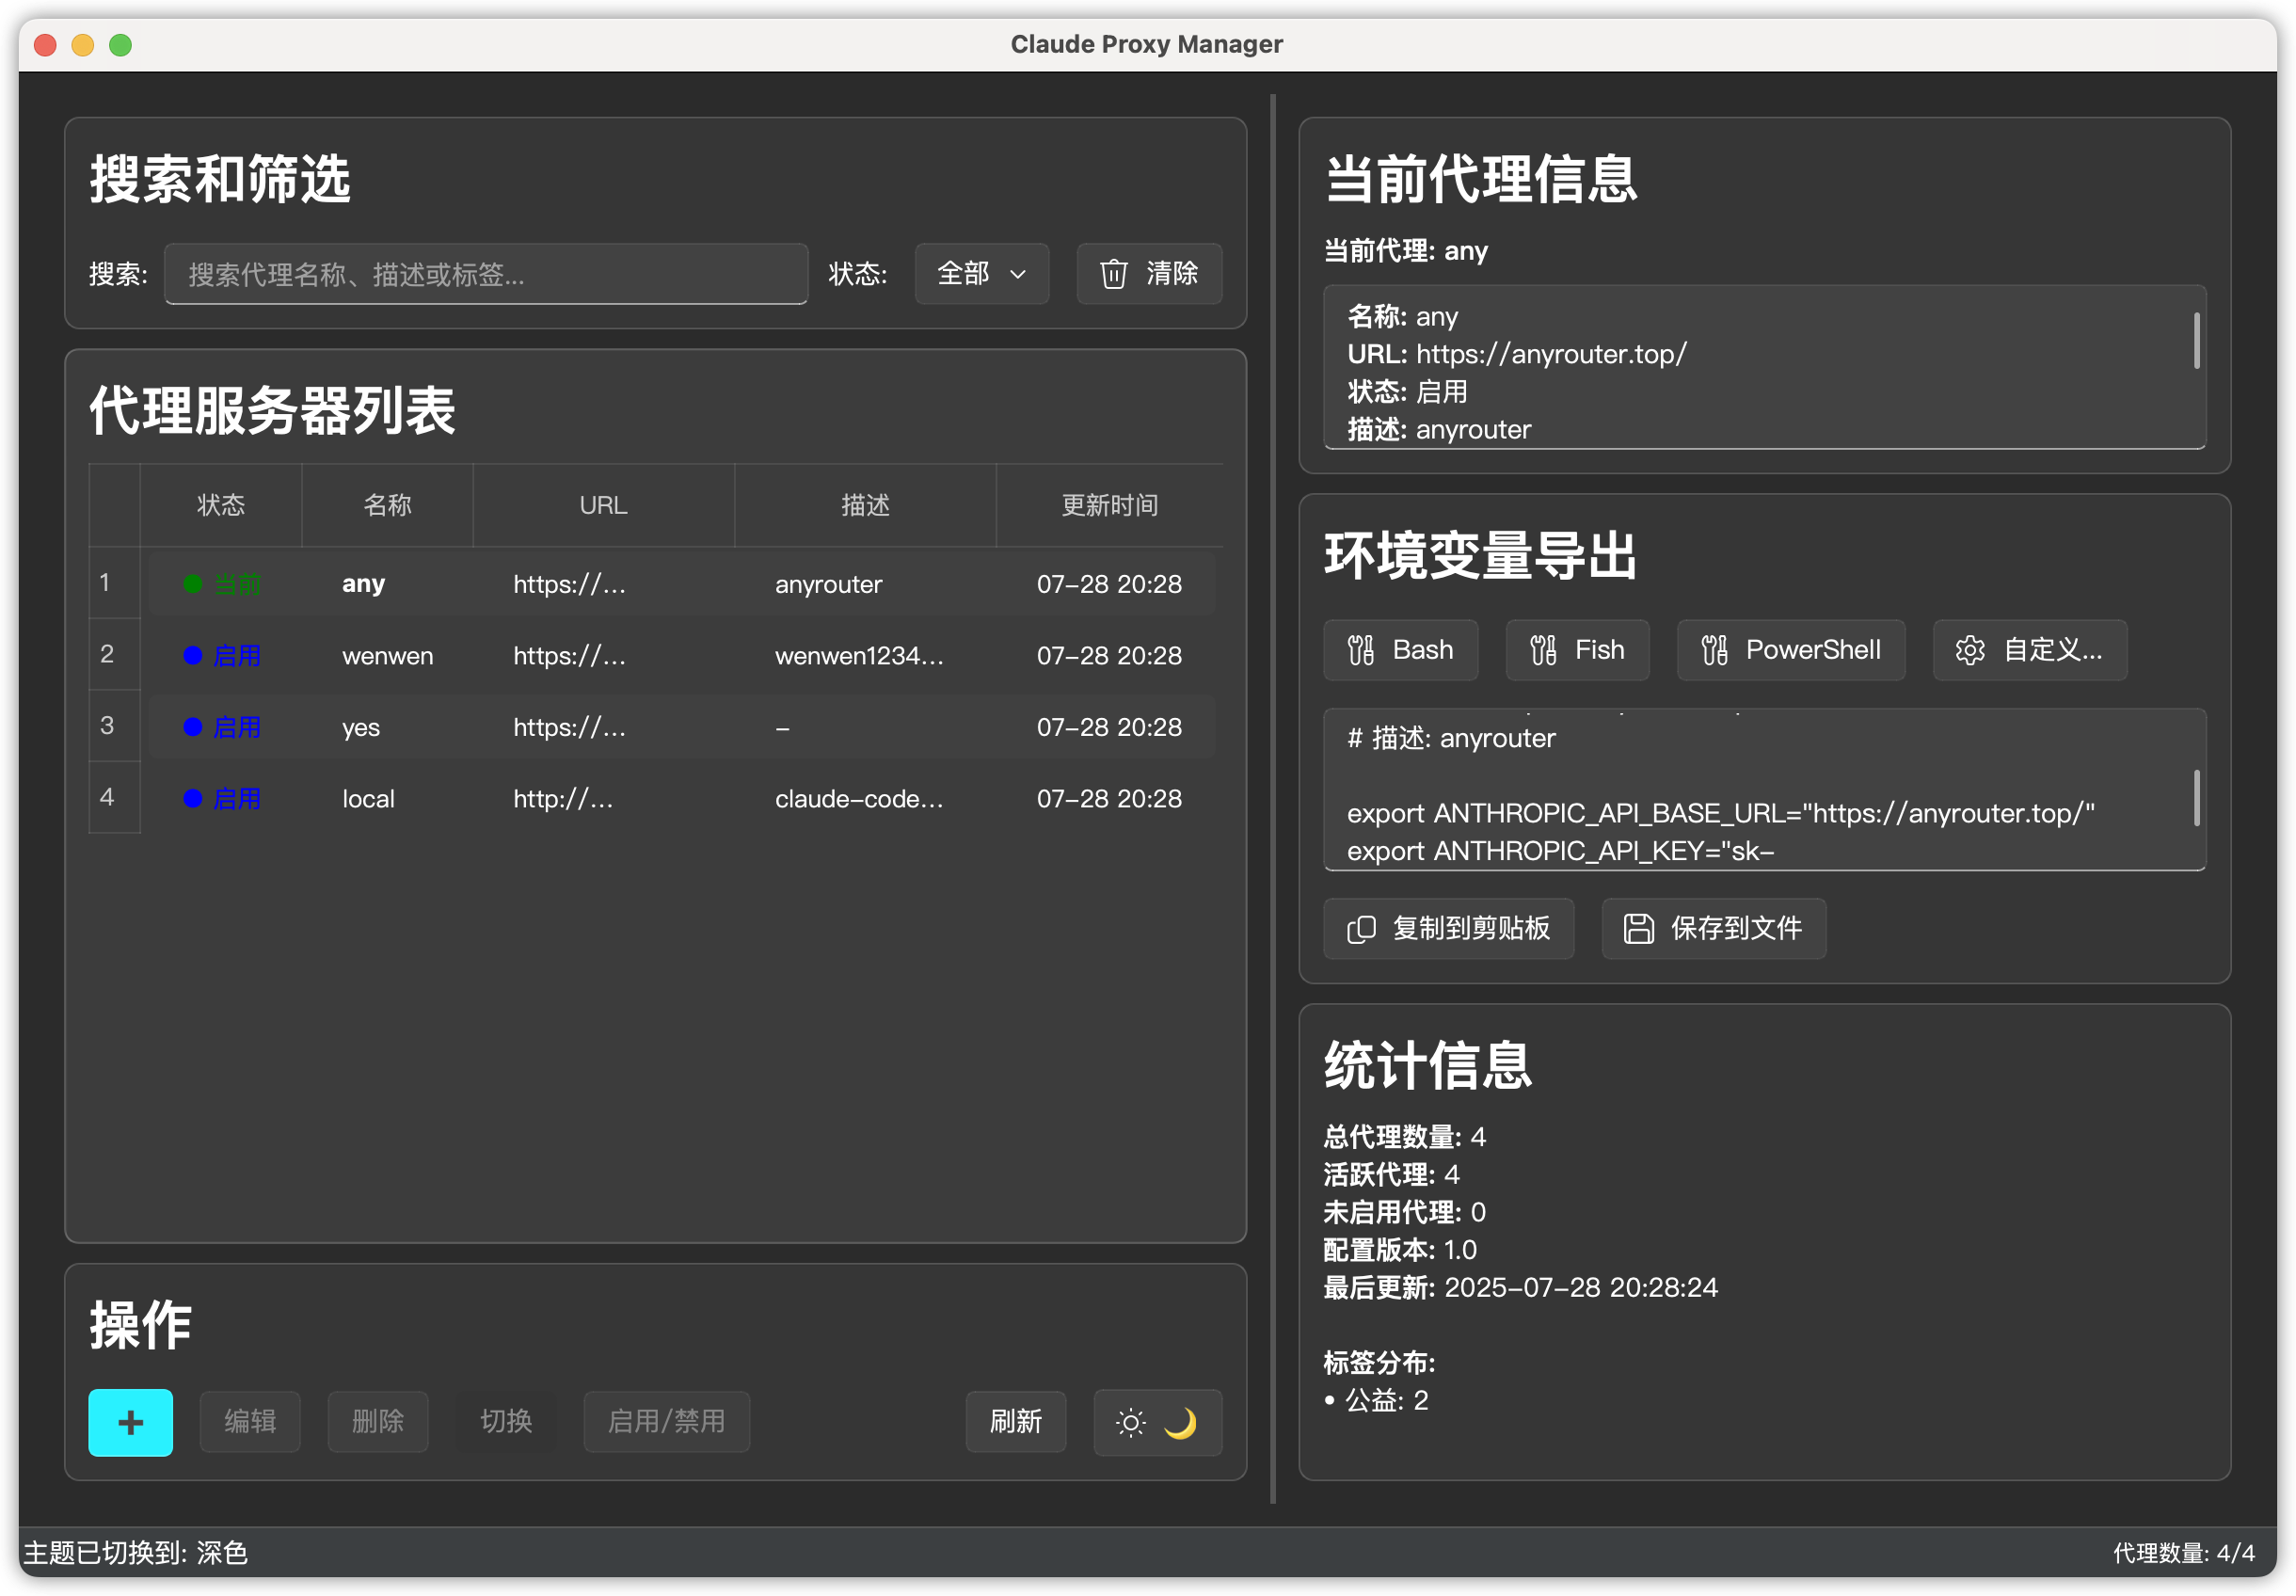 Claude Proxy Manager
搜索和筛选
搜索: 搜索代理名称、描述或标签... 状态: 全部 清除
代理服务器列表
状态 名称 URL 描述 更新时间
1 当前 any https://... anyrouter 07-28 20:28
2 启用 wenwen https://... wenwen1234... 07-28 20:28
3 启用 yes https://... - 07-28 20:28
4 启用 local http://... claude-code... 07-28 20:28
操作
+ 编辑 删除 切换 启用/禁用 刷新
当前代理信息
当前代理: any
名称: any
URL: https://anyrouter.top/
状态: 启用
描述: anyrouter
环境变量导出
Bash Fish PowerShell 自定义...
# 描述: anyrouter
export ANTHROPIC_API_BASE_URL="https://anyrouter.top/"
export ANTHROPIC_API_KEY="sk-
复制到剪贴板 保存到文件
统计信息
总代理数量: 4
活跃代理: 4
未启用代理: 0
配置版本: 1.0
最后更新: 2025-07-28 20:28:24
标签分布:
• 公益: 2
主题已切换到: 深色
代理数量: 4/4